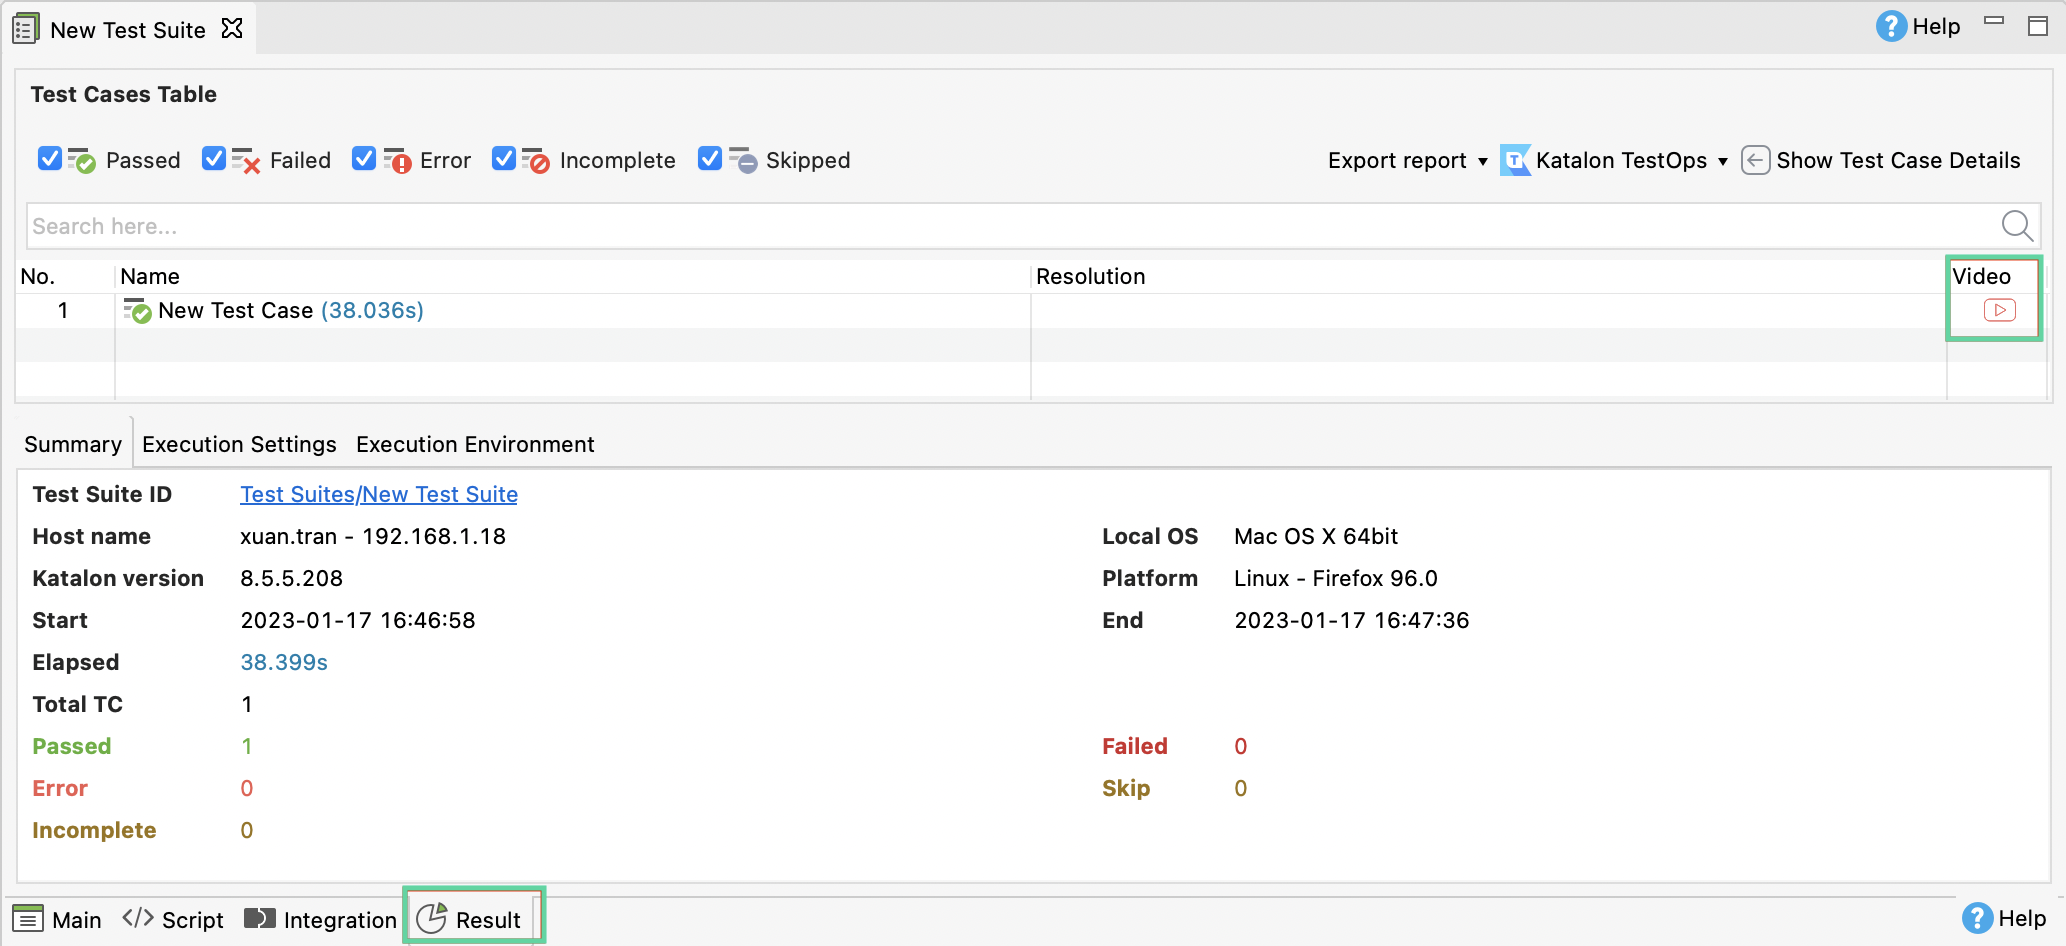 New Test Suite Help
Test Cases Table
Passed Failed Error Incomplete Skipped Export report Katalon TestOps Show Test Case Details
Search here...
No. Name Resolution Video
1 New Test Case (38.036s)
Summary Execution Settings Execution Environment
Test Suite ID Test Suites/New Test Suite
Host name xuan.tran - 192.168.1.18 Local OS Mac OS X 64bit
Katalon version 8.5.5.208 Platform Linux - Firefox 96.0
Start 2023-01-17 16:46:58 End 2023-01-17 16:47:36
Elapsed 38.399s
Total TC 1
Passed 1 Failed 0
Error 0 Skip 0
Incomplete 0
Main Script Integration Result Help